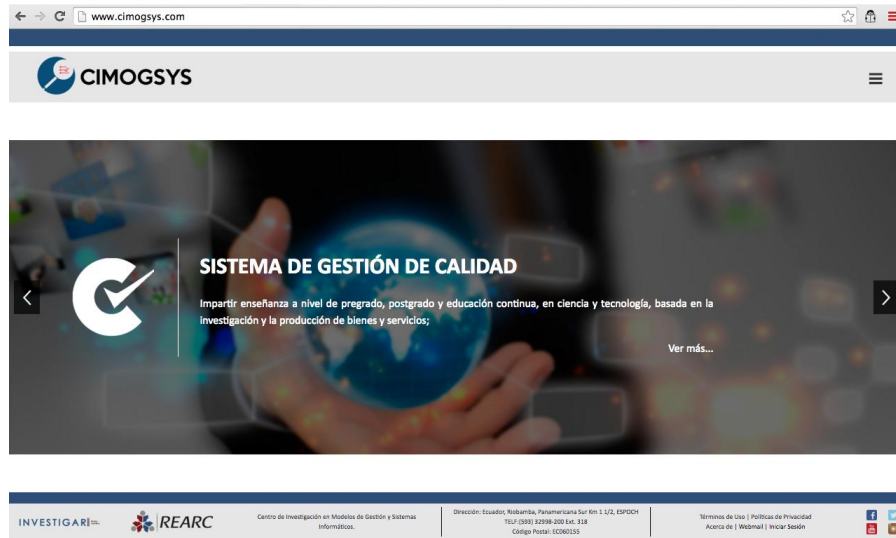 www.cimogsys.com
CIMOGSYS
SISTEMA DE GESTIÓN DE CALIDAD
Impartir enseñanza a nivel de pregrado, postgrado y educación continua, en ciencia y tecnología, basada en la
investigación y la producción de bienes y servicios;
Ver más...
INVESTIGAR
REARC
Centro de Investigación en Modelos de Gestión y Sistemas
Informáticos.
Dirección: Ecuador, Riobamba, Panamericana Sur Km 1 1/2, ESPOCH
TELF:(593) 32998-200 Ext. 318
Código Postal: EC060155
Términos de Uso | Políticas de Privacidad
Acerca de | Webmail | Iniciar Sesión